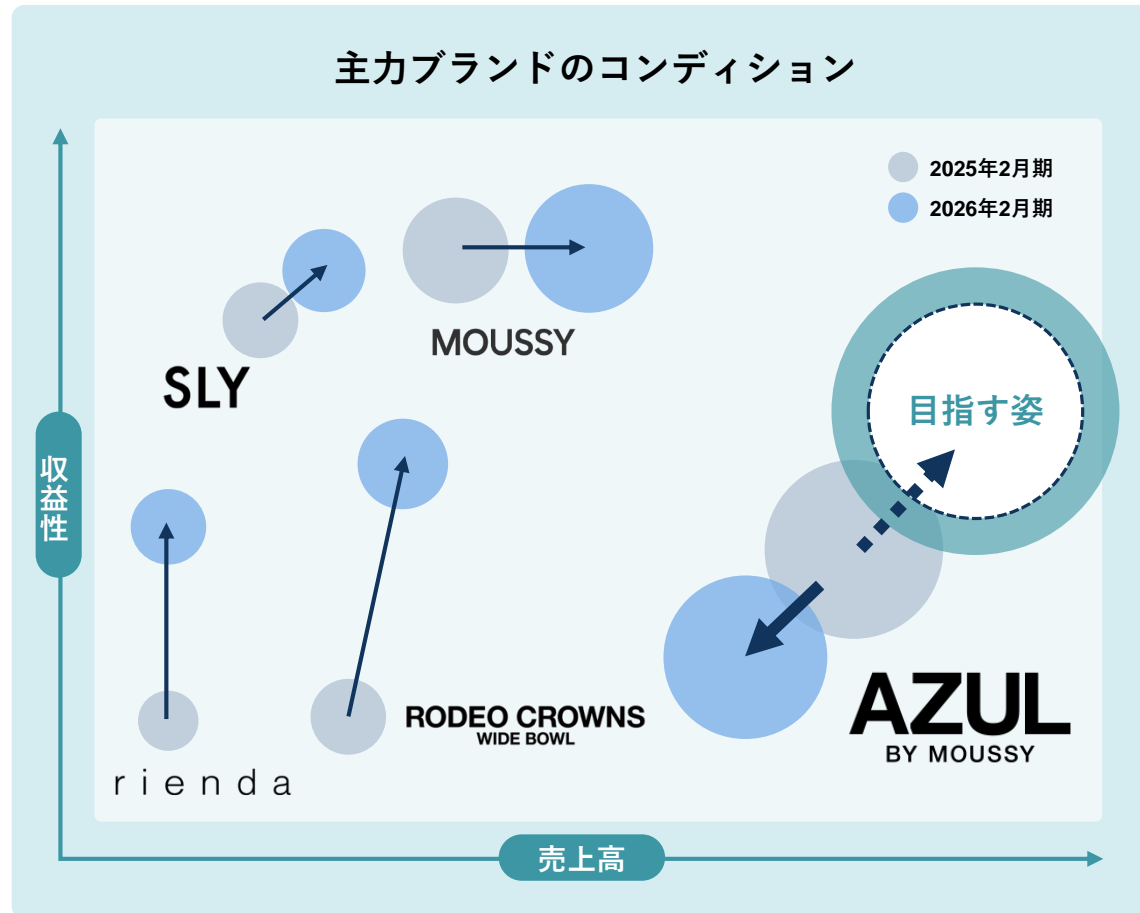 主力ブランドのコンディション
2025年2月期
2026年2月期
MOUSSY
SLY
目指す姿
収益性
RODEO CROWNS
WIDE BOWL
AZUL
BY MOUSSY
rienda
売上高